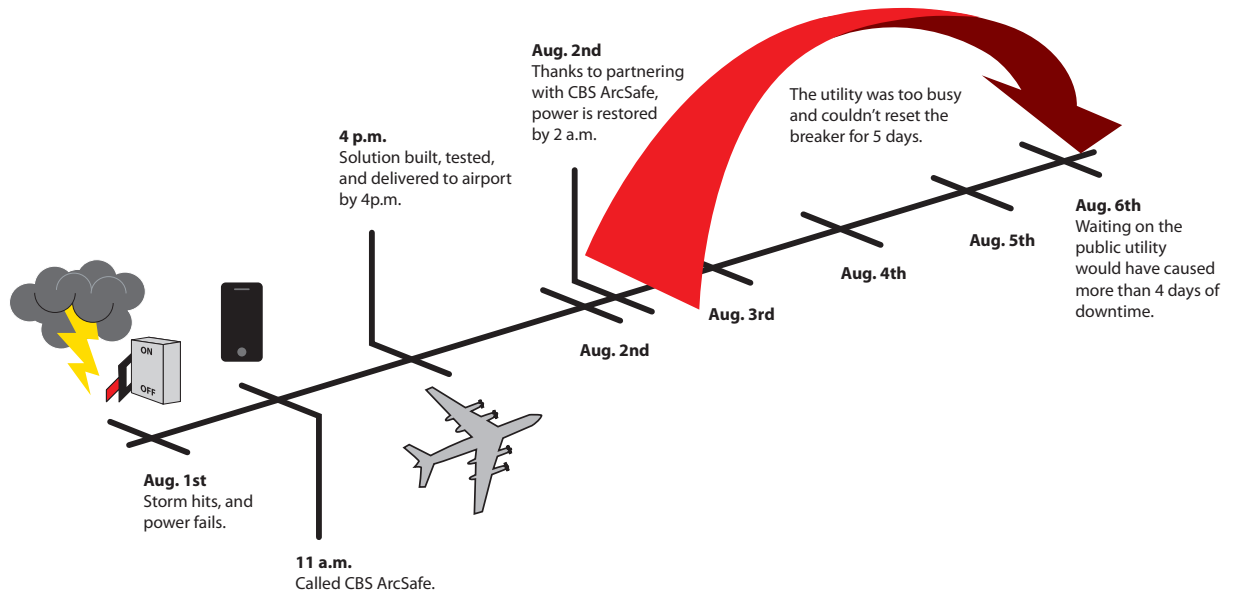 Aug. 1st
Storm hits, and
power fails.
ON
OFF
11 a.m.
Called CBS ArcSafe.
4 p.m.
Solution built, tested,
and delivered to airport
by 4p.m.
Aug. 2nd
Thanks to partnering
with CBS ArcSafe,
power is restored
by 2 a.m.
Aug. 2nd
The utility was too busy
and couldn’t reset the
breaker for 5 days.
Aug. 3rd
Aug. 4th
Aug. 5th
Aug. 6th
Waiting on the
public utility
would have caused
more than 4 days of
downtime.